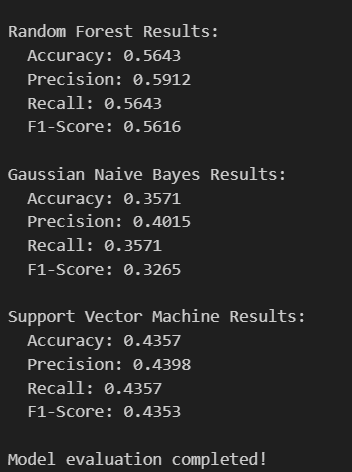 Random Forest Results:
  Accuracy: 0.5643
  Precision: 0.5912
  Recall: 0.5643
  F1-Score: 0.5616

Gaussian Naive Bayes Results:
  Accuracy: 0.3571
  Precision: 0.4015
  Recall: 0.3571
  F1-Score: 0.3265

Support Vector Machine Results:
  Accuracy: 0.4357
  Precision: 0.4398
  Recall: 0.4357
  F1-Score: 0.4353

Model evaluation completed!